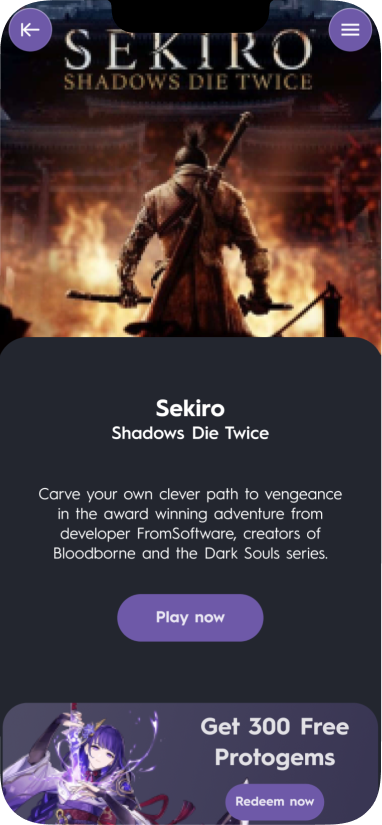 SEKIRO
SHADOWS DIE TWICE
Sekiro
Shadows Die Twice
Carve your own clever path to vengeance
in the award winning adventure from
developer FromSoftware, creators of
Bloodborne and the Dark Souls series.
Play now
Get 300 Free
Protogems
Redeem now